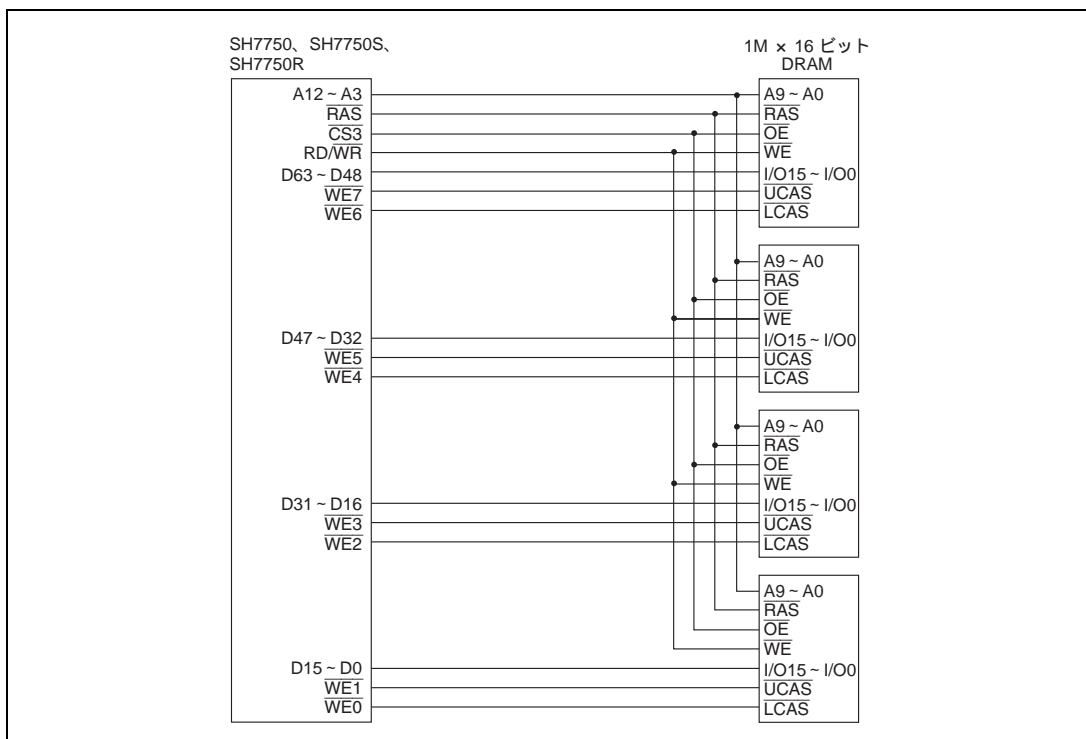 SH7750、SH7750S、
SH7750R
A12 ~ A3
RAS
CS3
RD/WR
D63 ~ D48
WE7
WE6
D47 ~ D32
WE5
WE4
D31 ~ D16
WE3
WE2
D15 ~ D0
WE1
WE0
1M × 16 ビット
DRAM
A9 ~ A0
RAS
OE
WE
I/O15 ~ I/O0
UCAS
LCAS
A9 ~ A0
RAS
OE
WE
I/O15 ~ I/O0
UCAS
LCAS
A9 ~ A0
RAS
OE
WE
I/O15 ~ I/O0
UCAS
LCAS
A9 ~ A0
RAS
OE
WE
I/O15 ~ I/O0
UCAS
LCAS